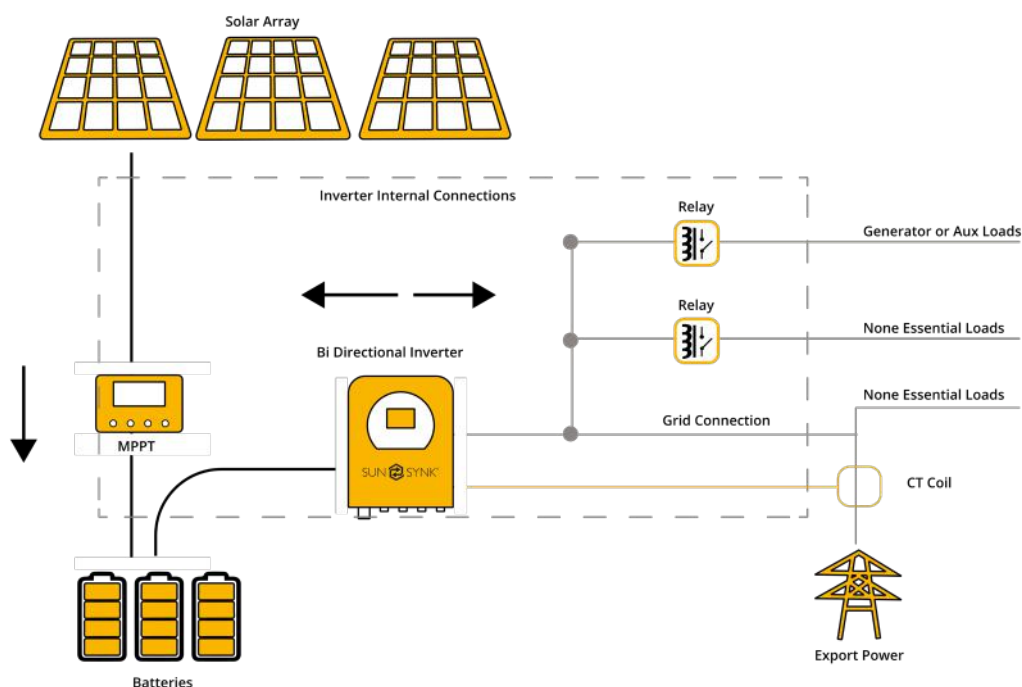 Solar Array
Inverter Internal Connections
Relay
Generator or Aux Loads
Relay
None Essential Loads
Bi Directional Inverter
None Essential Loads
Grid Connection
MPPT
SUN SYNK
CT Coil
Export Power
Batteries